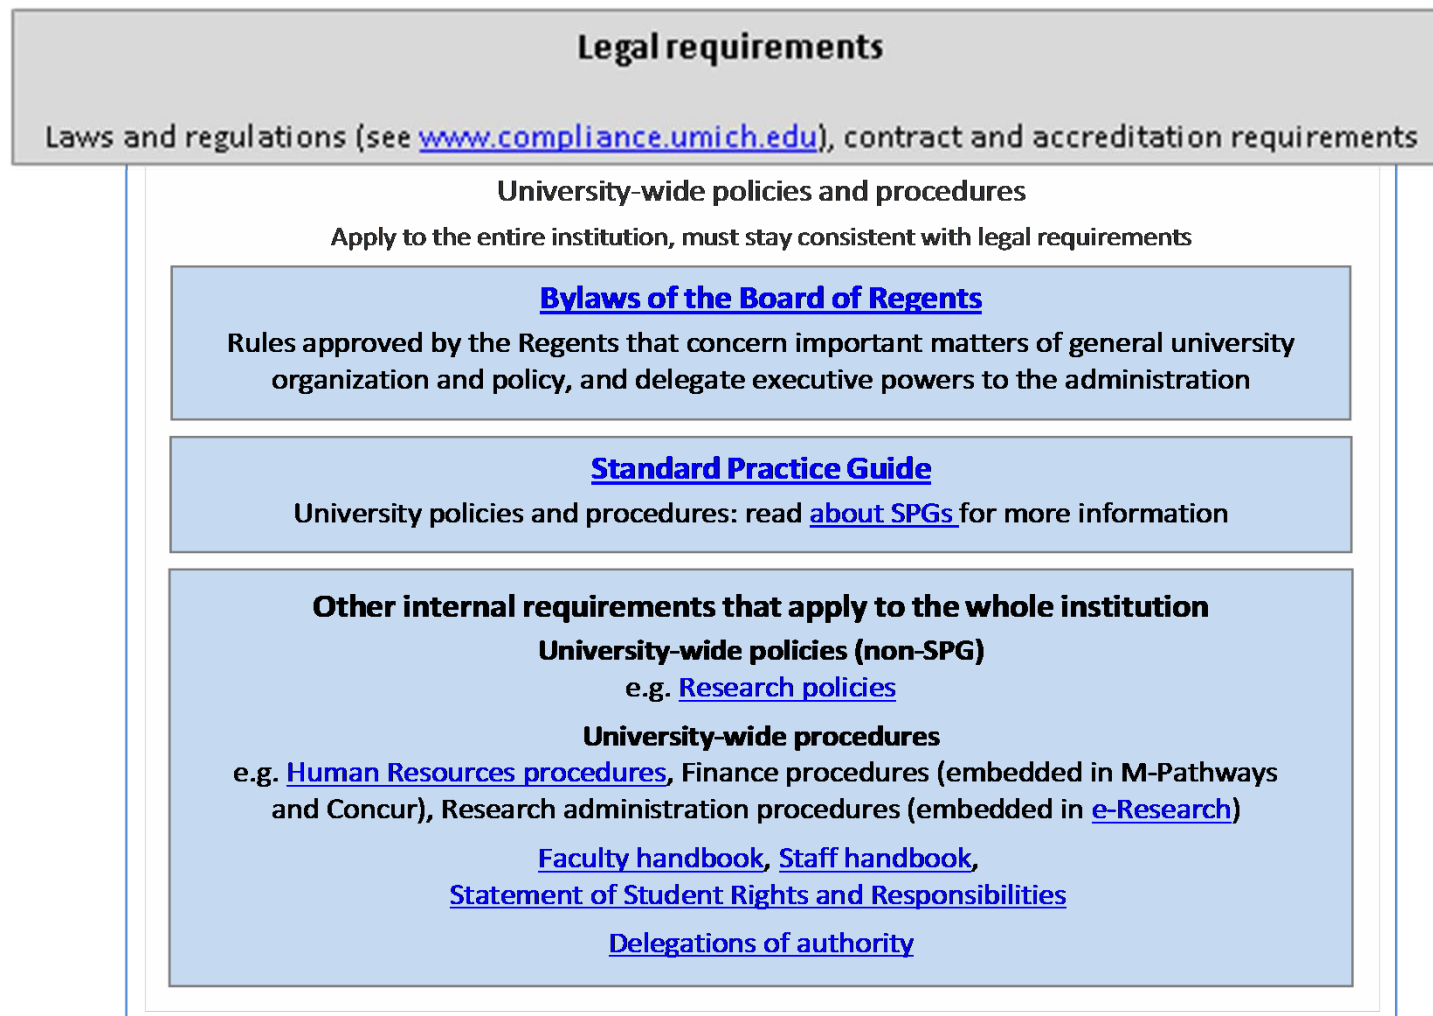 Legal requirements
Laws and regulations (see www.compliance.umich.edu), contract and accreditation requirements
University-wide policies and procedures
Apply to the entire institution, must stay consistent with legal requirements
Bylaws of the Board of Regents
Rules approved by the Regents that concern important matters of general university
organization and policy, and delegate executive powers to the administration
Standard Practice Guide
University policies and procedures: read about SPGs for more information
Other internal requirements that apply to the whole institution
University-wide policies (non-SPG)
e.g. Research policies
University-wide procedures
e.g. Human Resources procedures, Finance procedures (embedded in M-Pathways
and Concur), Research administration procedures (embedded in e-Research)
Faculty handbook, Staff handbook,
Statement of Student Rights and Responsibilities
Delegations of authority